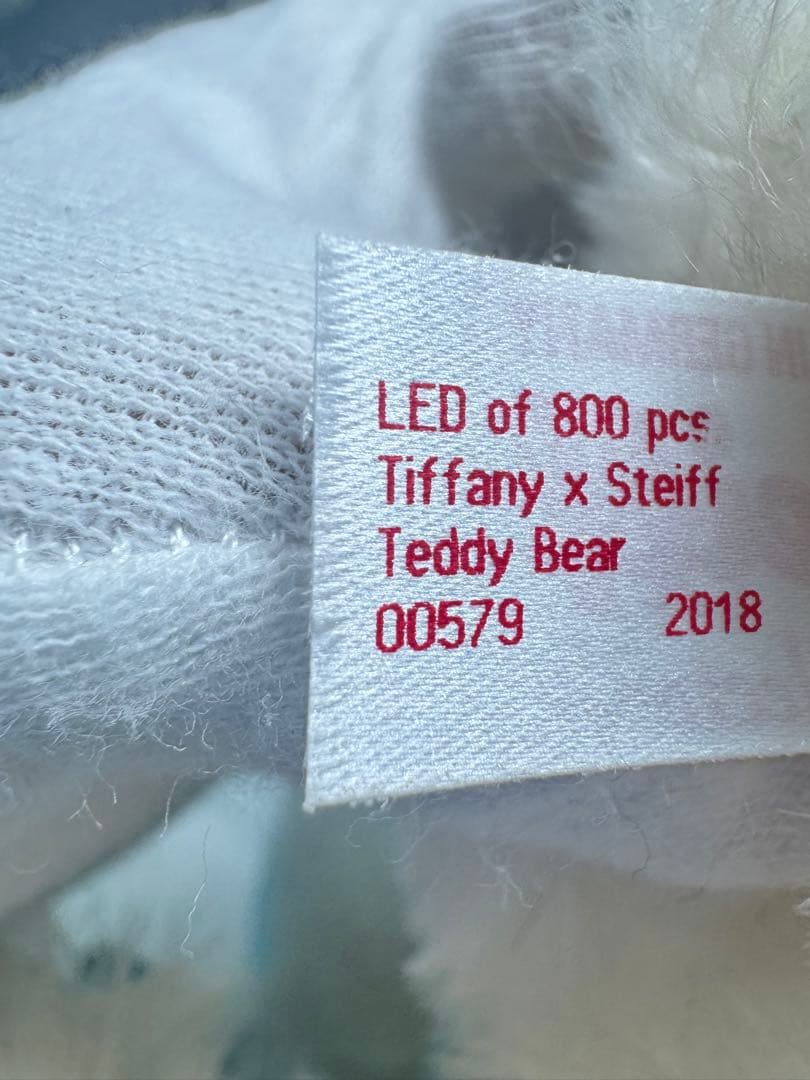 LED of 800 pcs
Tiffany x Steiff
Teddy Bear
00579 2018